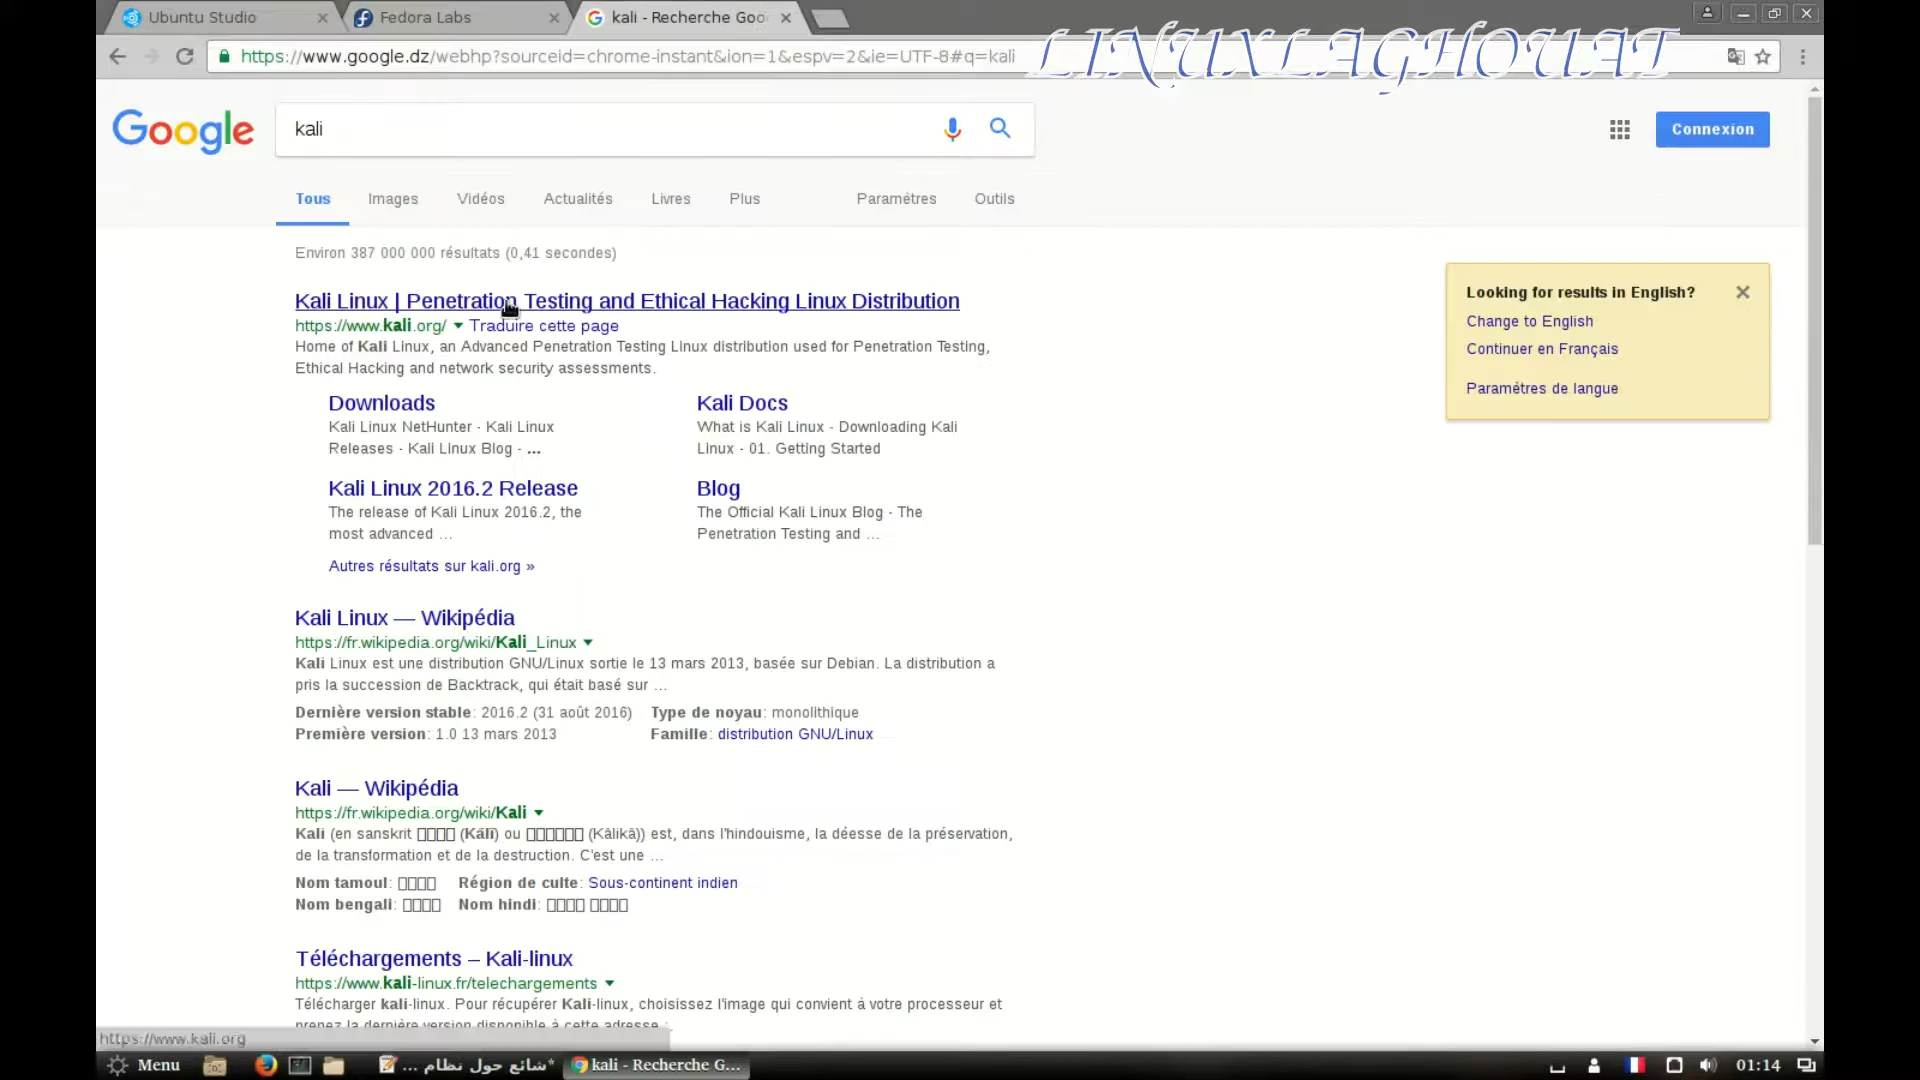 Ubuntu Studio
Fedora Labs
kali - Recherche Goo
https://www.google.dz/webhp?sourceid=chrome-instant&ion=1&espv=2&ie=UTF-8#q=kali
LINUXLAGHOUAT
Google
kali
Connexion
Tous Images Vidéos Actualités Livres Plus Paramètres Outils
Environ 387 000 000 résultats (0,41 secondes)
Kali Linux | Penetration Testing and Ethical Hacking Linux Distribution
https://www.kali.org/ Traduire cette page
Home of Kali Linux, an Advanced Penetration Testing Linux distribution used for Penetration Testing,
Ethical Hacking and network security assessments.
Downloads
Kali Linux NetHunter - Kali Linux
Releases - Kali Linux Blog - ...
Kali Docs
What is Kali Linux - Downloading Kali
Linux - 01. Getting Started
Kali Linux 2016.2 Release
The release of Kali Linux 2016.2, the
most advanced ...
Blog
The Official Kali Linux Blog - The
Penetration Testing and ...
Autres résultats sur kali.org »
Kali Linux — Wikipédia
https://fr.wikipedia.org/wiki/Kali_Linux
Kali Linux est une distribution GNU/Linux sortie le 13 mars 2013, basée sur Debian. La distribution a
pris la succession de Backtrack, qui était basé sur ...
Dernière version stable: 2016.2 (31 août 2016) Type de noyau: monolithique
Première version: 1.0 13 mars 2013 Famille: distribution GNU/Linux
Kali — Wikipédia
https://fr.wikipedia.org/wiki/Kali
Kali (en sanskrit (Kālī) ou (Kālikā)) est, dans l'hindouisme, la déesse de la préservation,
de la transformation et de la destruction. C'est une ...
Nom tamoul: Région de culte: Sous-continent indien
Nom bengali: Nom hindi:
Téléchargements – Kali-linux
https://www.kali-linux.fr/telechargements
Télécharger kali-linux. Pour récupérer Kali-linux, choisissez l'image qui convient à votre processeur et
prenez la dernière version disponible à cette adresse :.
Looking for results in English?
Change to English
Continuer en Français
Paramètres de langue
https://www.kali.org
Menu
*شائع حول نظام ...
kali - Recherche G...
01:14